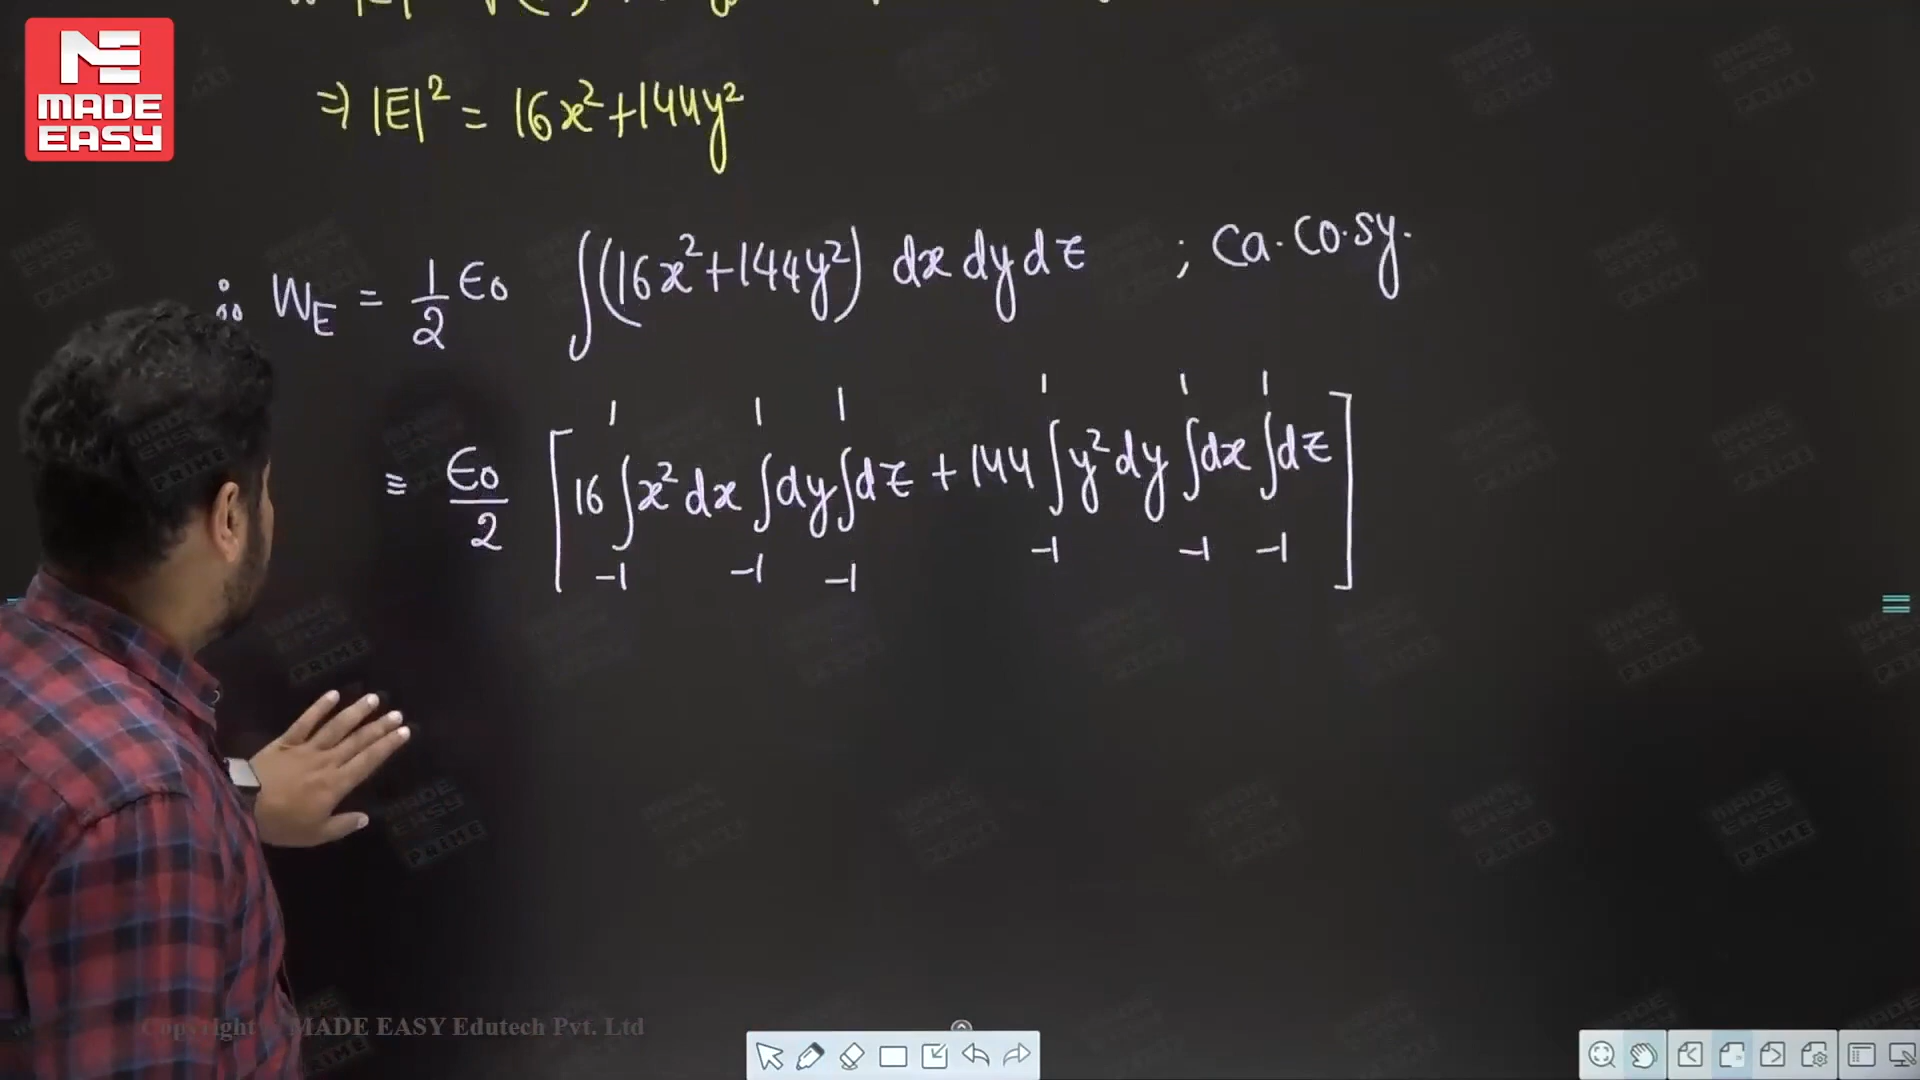 MADE
EASY
⇒ |E|² = 16x²+144y²
∴ W_E = 1/2 ϵ₀ ∫(16x²+144y²) dx dy dz ; Ca. Co. sy.
= ϵ₀/2 [16 ∫₋₁¹ x² dx ∫₋₁¹ dy ∫₋₁¹ dz + 144 ∫₋₁¹ y² dy ∫₋₁¹ dx ∫₋₁¹ dz]
MADE EASY Edutech Pvt. Ltd